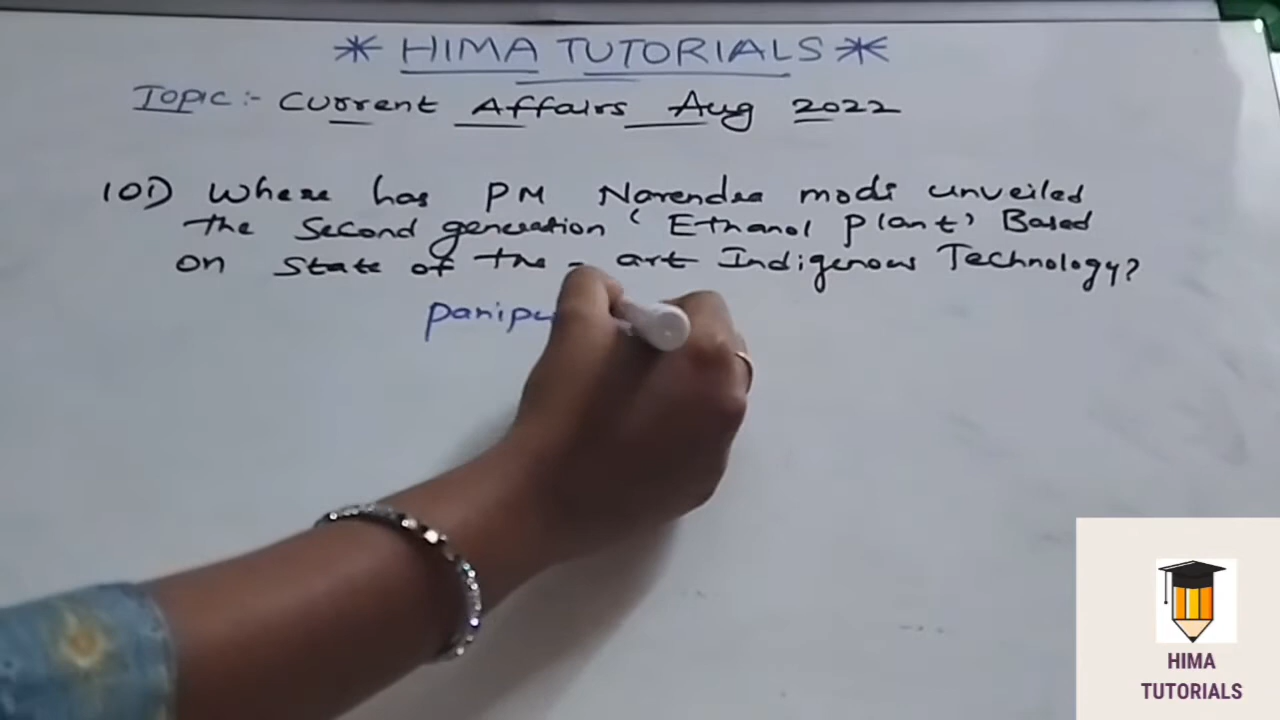 * HIMA TUTORIALS *
Topic:- Current Affairs Aug 2022
101) Where has PM Narendra modi unveiled
the Second generation ' Ethanol Plant' Based
on State of the - art Indigenous Technology?
panipu
HIMA
TUTORIALS